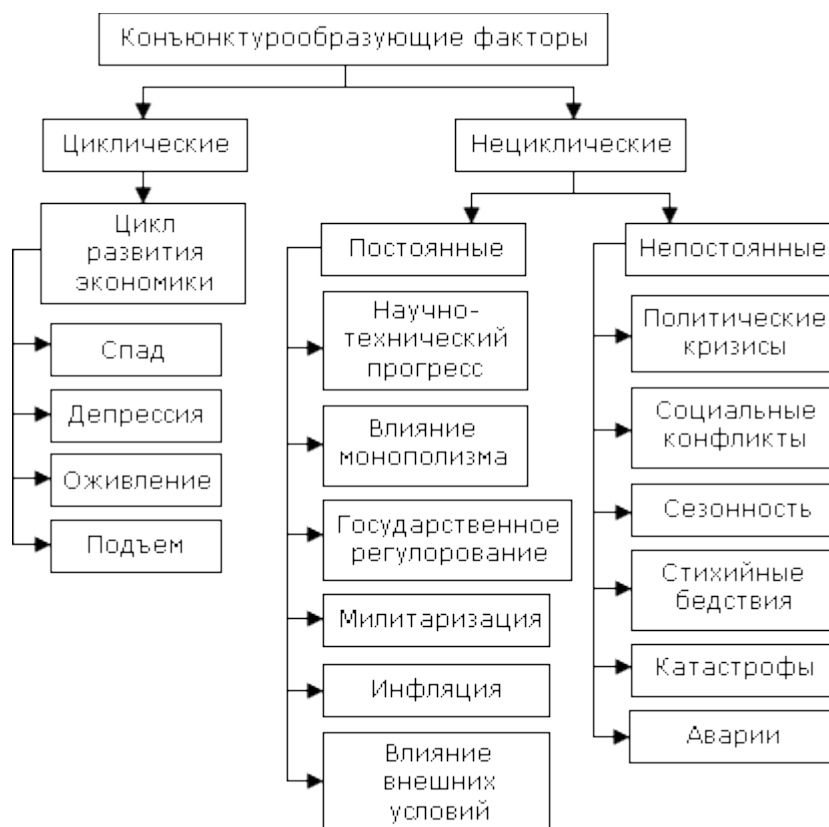 Конъюнктурообразующие факторы
Циклические
Нециклические
Цикл
развития
экономики
Спад
Депрессия
Оживление
Подъем
Постоянные
Научно-
технический
прогресс
Влияние
монополизма
Государственное
регулорование
Милитаризация
Инфляция
Влияние
внешних
условий
Непостоянные
Политические
кризисы
Социальные
конфликты
Сезонность
Стихийные
бедствия
Катастрофы
Аварии